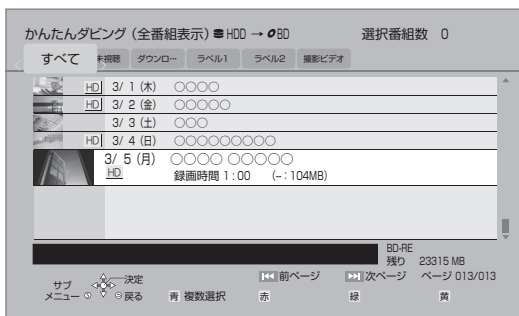 かんたんダビング (全番組表示) HDD → BD 選択番組数 0
すべて 未視聴 ダウンロ… ラベル1 ラベル2 撮影ビデオ
HD 3/ 1 (木) ○○○○
HD 3/ 2 (金) ○○○○○
3/ 3 (土) ○○○
HD 3/ 4 (日) ○○○○○○○○○
3/ 5 (月) ○○○○ ○○○○○
HD 録画時間 1:00 (-:104MB)
BD-RE
残り 23315 MB
決定 前ページ 次ページ ページ 013/013
サブ
メニュー 戻る 青 複数選択 赤 緑 黄